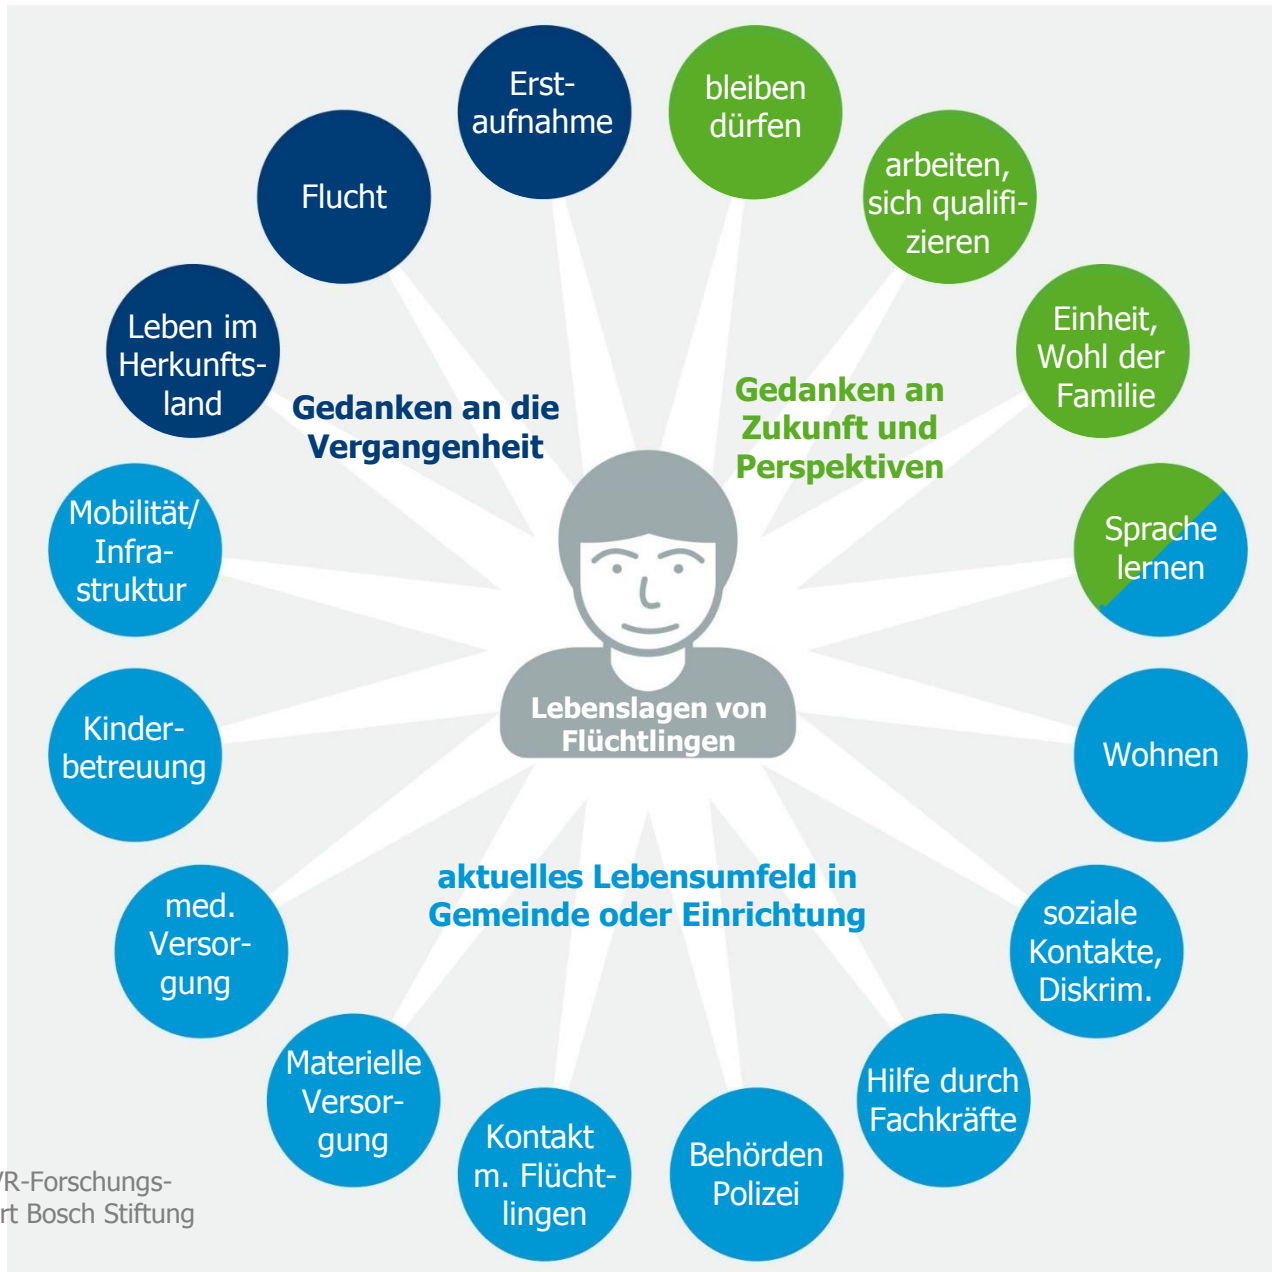 Erst-
aufnahme
bleiben
dürfen
Flucht
arbeiten,
sich qualifi-
zieren
Leben im
Herkunfts-
land
Einheit,
Wohl der
Familie
Gedanken an die
Vergangenheit
Gedanken an
Zukunft und
Perspektiven
Mobilität/
Infra-
struktur
Sprache
lernen
Lebenslagen von
Flüchtlingen
Kinder-
betreuung
Wohnen
aktuelles Lebensumfeld in
Gemeinde oder Einrichtung
med.
Versor-
gung
soziale
Kontakte,
Diskrim.
Materielle
Versor-
gung
Hilfe durch
Fachkräfte
Kontakt
m. Flücht-
lingen
Behörden
Polizei
VR-Forschungs-
rt Bosch Stiftung